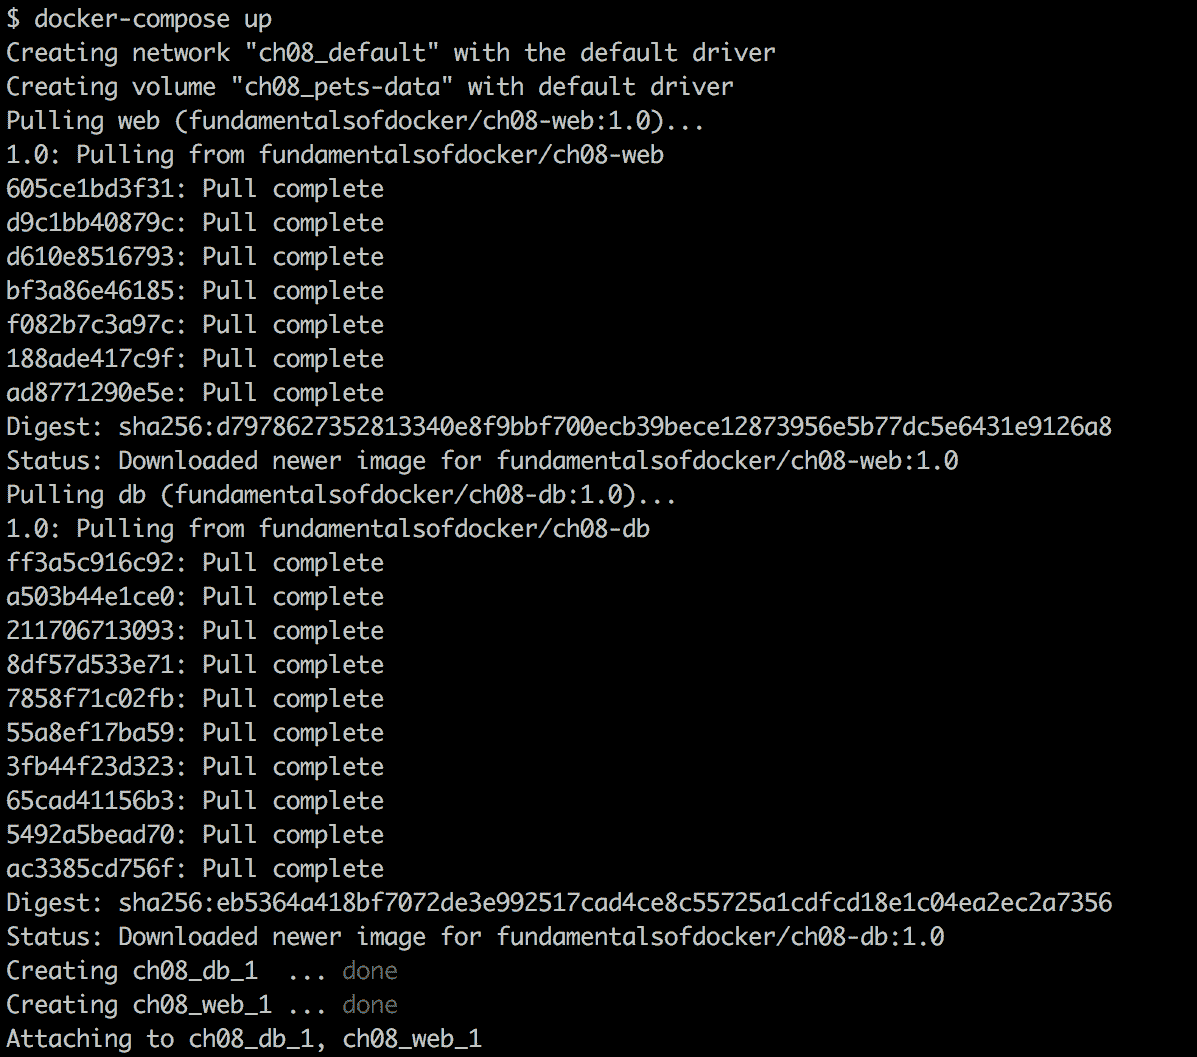 $ docker-compose up
Creating network "ch08_default" with the default driver
Creating volume "ch08_pets-data" with default driver
Pulling web (fundamentalsofdocker/ch08-web:1.0)...
1.0: Pulling from fundamentalsofdocker/ch08-web
605ce1bd3f31: Pull complete
d9c1bb40879c: Pull complete
d610e8516793: Pull complete
bf3a86e46185: Pull complete
f082b7c3a97c: Pull complete
188ade417c9f: Pull complete
ad8771290e5e: Pull complete
Digest: sha256:d7978627352813340e8f9bbf700ecb39bece12873956e5b77dc5e6431e9126a8
Status: Downloaded newer image for fundamentalsofdocker/ch08-web:1.0
Pulling db (fundamentalsofdocker/ch08-db:1.0)...
1.0: Pulling from fundamentalsofdocker/ch08-db
ff3a5c916c92: Pull complete
a503b44e1ce0: Pull complete
211706713093: Pull complete
8df57d533e71: Pull complete
7858f71c02fb: Pull complete
55a8ef17ba59: Pull complete
3fb44f23d323: Pull complete
65cad41156b3: Pull complete
5492a5bead70: Pull complete
ac3385cd756f: Pull complete
Digest: sha256:eb5364a418bf7072de3e992517cad4ce8c55725a1cdfcd18e1c04ea2ec2a7356
Status: Downloaded newer image for fundamentalsofdocker/ch08-db:1.0
Creating ch08_db_1  ... done
Creating ch08_web_1 ... done
Attaching to ch08_db_1, ch08_web_1